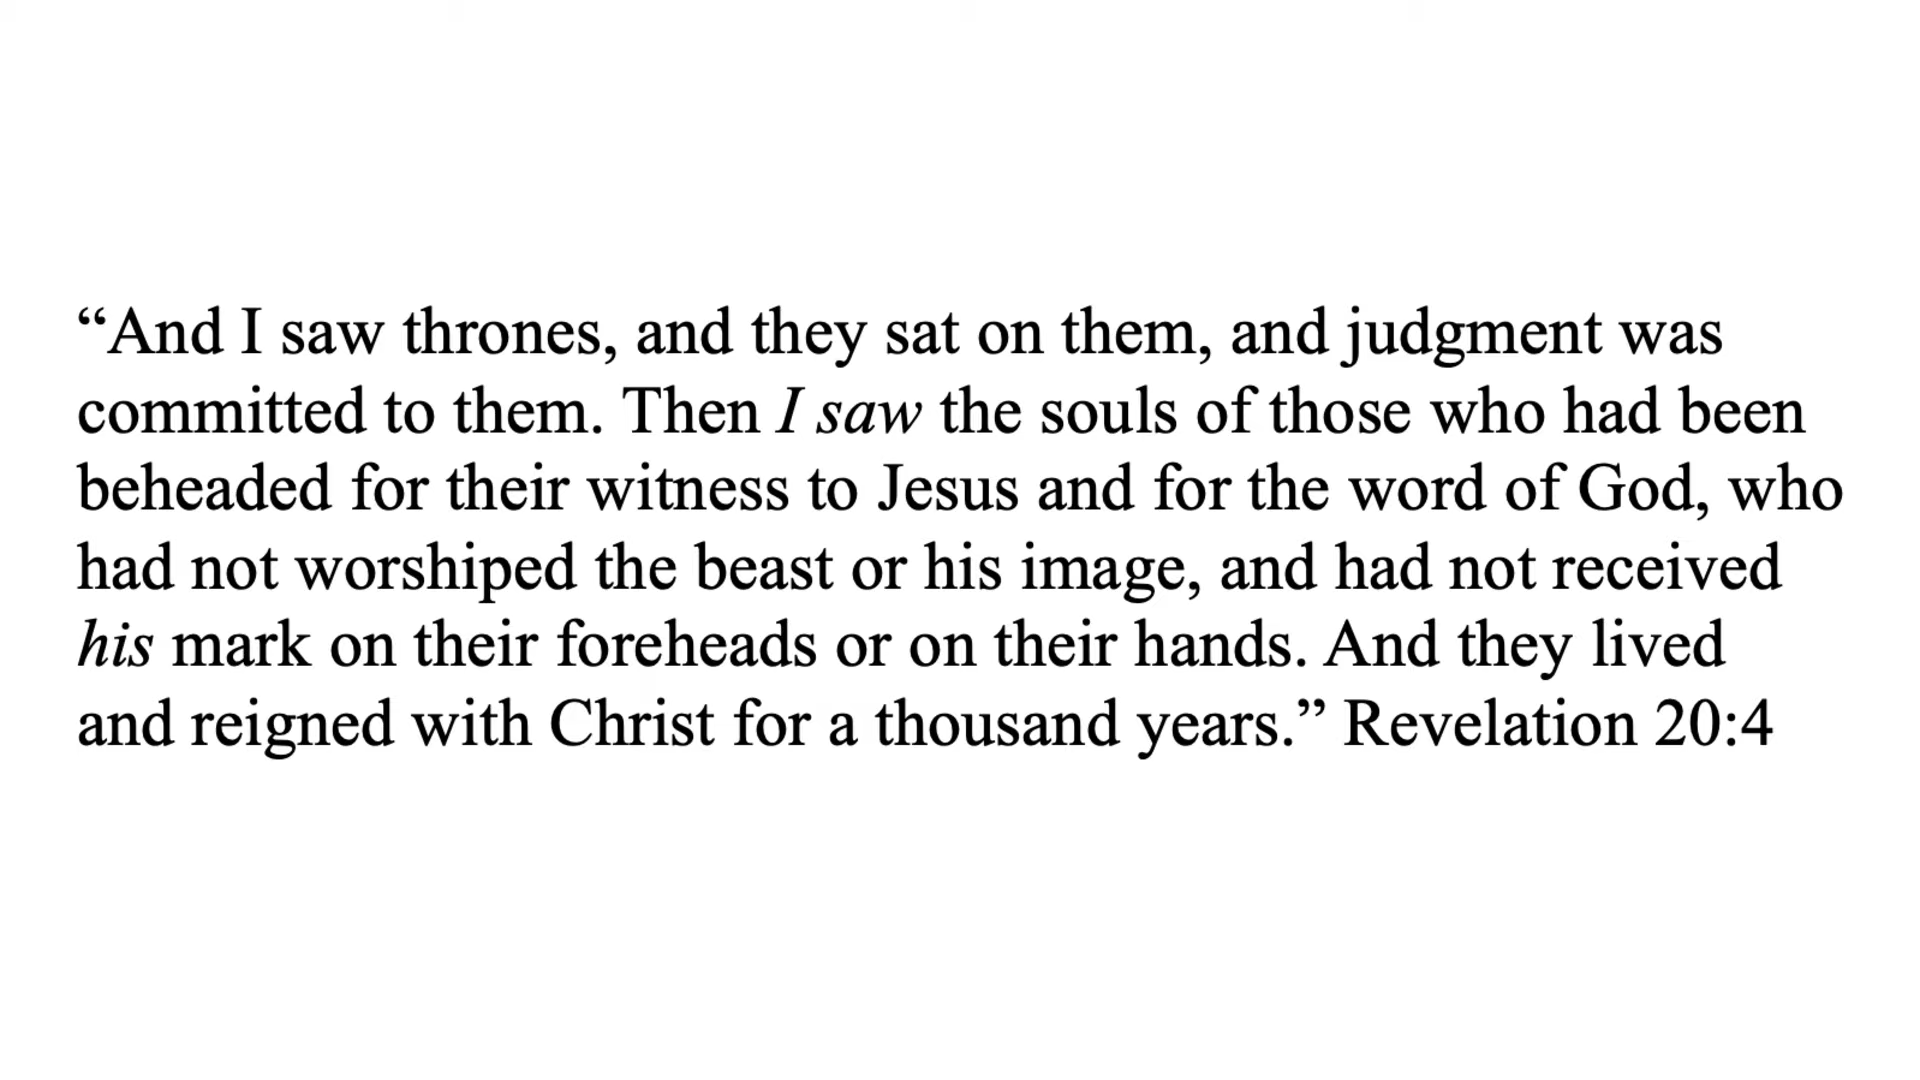 “And I saw thrones, and they sat on them, and judgment was
committed to them. Then I saw the souls of those who had been
beheaded for their witness to Jesus and for the word of God, who
had not worshiped the beast or his image, and had not received
his mark on their foreheads or on their hands. And they lived
and reigned with Christ for a thousand years.” Revelation 20:4